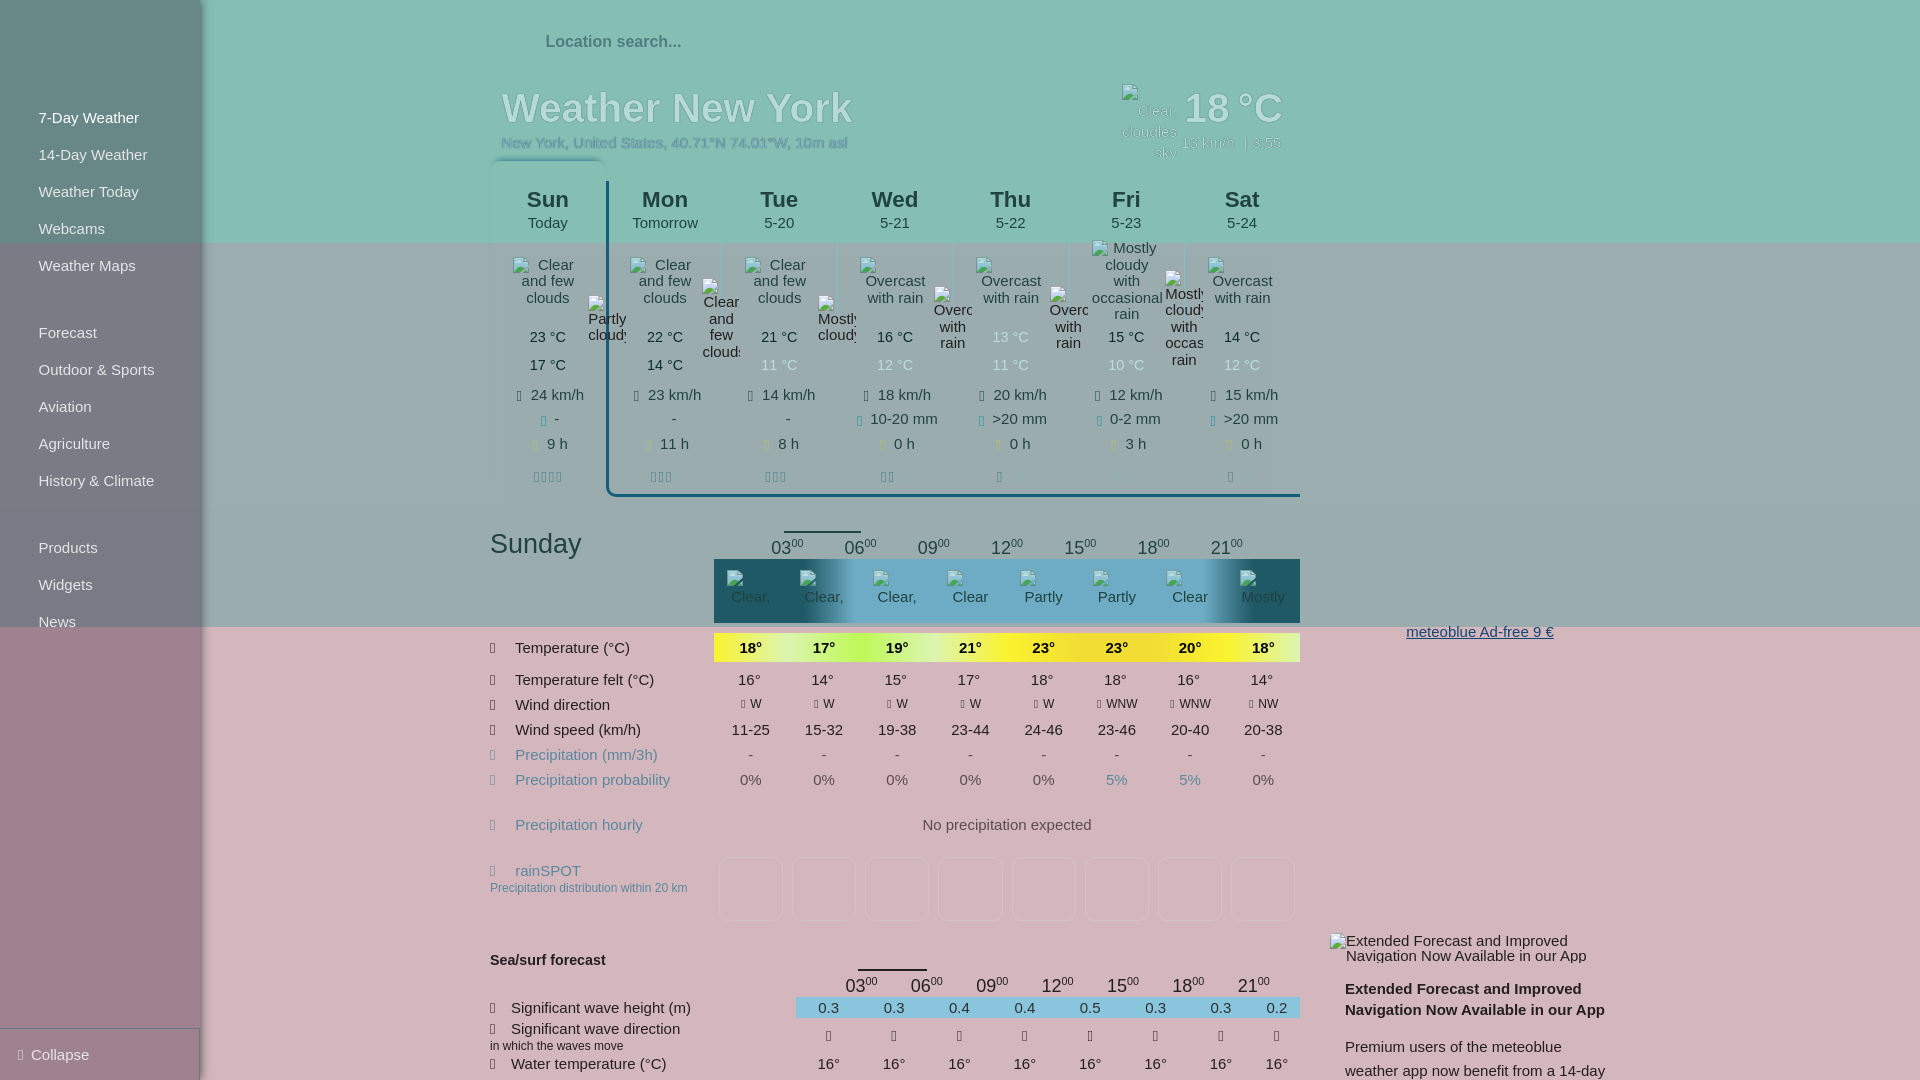 Location search...
Weather New York
New York, United States, 40.71°N 74.01°W, 10m asl
Clear, cloudless sky
18 °C
13 km/h | 3:55
7-Day Weather
14-Day Weather
Weather Today
Webcams
Weather Maps
Forecast
Outdoor & Sports
Aviation
Agriculture
History & Climate
Products
Widgets
News
Collapse
Sun Mon Tue Wed Thu Fri Sat
Today Tomorrow 5-20 5-21 5-22 5-23 5-24
Clear and few clouds
Clear and few clouds
Clear and few clouds
Overcast with rain
Overcast with rain
Mostly cloudy with occasional rain
Overcast with rain
Partly cloudy
Clear and few clouds
Mostly cloudy
with rain
with rain
Mostly cloudy with rain
23 °C 22 °C 21 °C 16 °C 13 °C 15 °C 14 °C
17 °C 14 °C 11 °C 12 °C 11 °C 10 °C 12 °C
24 km/h 23 km/h 14 km/h 18 km/h 20 km/h 12 km/h 15 km/h
- - - 10-20 mm >20 mm 0-2 mm >20 mm
9 h 11 h 8 h 0 h 0 h 3 h 0 h
Sunday
03 00 06 00 09 00 12 00 15 00 18 00 21 00
Clear, Clear, Clear, Clear Partly Partly Clear Mostly
Temperature (°C) 18° 17° 19° 21° 23° 23° 20° 18°
Temperature felt (°C) 16° 14° 15° 17° 18° 18° 16° 14°
Wind direction W W W W W WNW WNW NW
Wind speed (km/h) 11-25 15-32 19-38 23-44 24-46 23-46 20-40 20-38
Precipitation (mm/3h) - - - - - - - -
Precipitation probability 0% 0% 0% 0% 0% 5% 5% 0%
Precipitation hourly No precipitation expected
rainSPOT
Precipitation distribution within 20 km
Sea/surf forecast
03 00 06 00 09 00 12 00 15 00 18 00 21 00
Significant wave height (m) 0.3 0.3 0.4 0.4 0.5 0.3 0.3 0.2
Significant wave direction
in which the waves move
Water temperature (°C) 16° 16° 16° 16° 16° 16° 16° 16°
meteoblue Ad-free 9 €
Extended Forecast and Improved
Navigation Now Available in our App
Extended Forecast and Improved
Navigation Now Available in our App
Premium users of the meteoblue
weather app now benefit from a 14-day